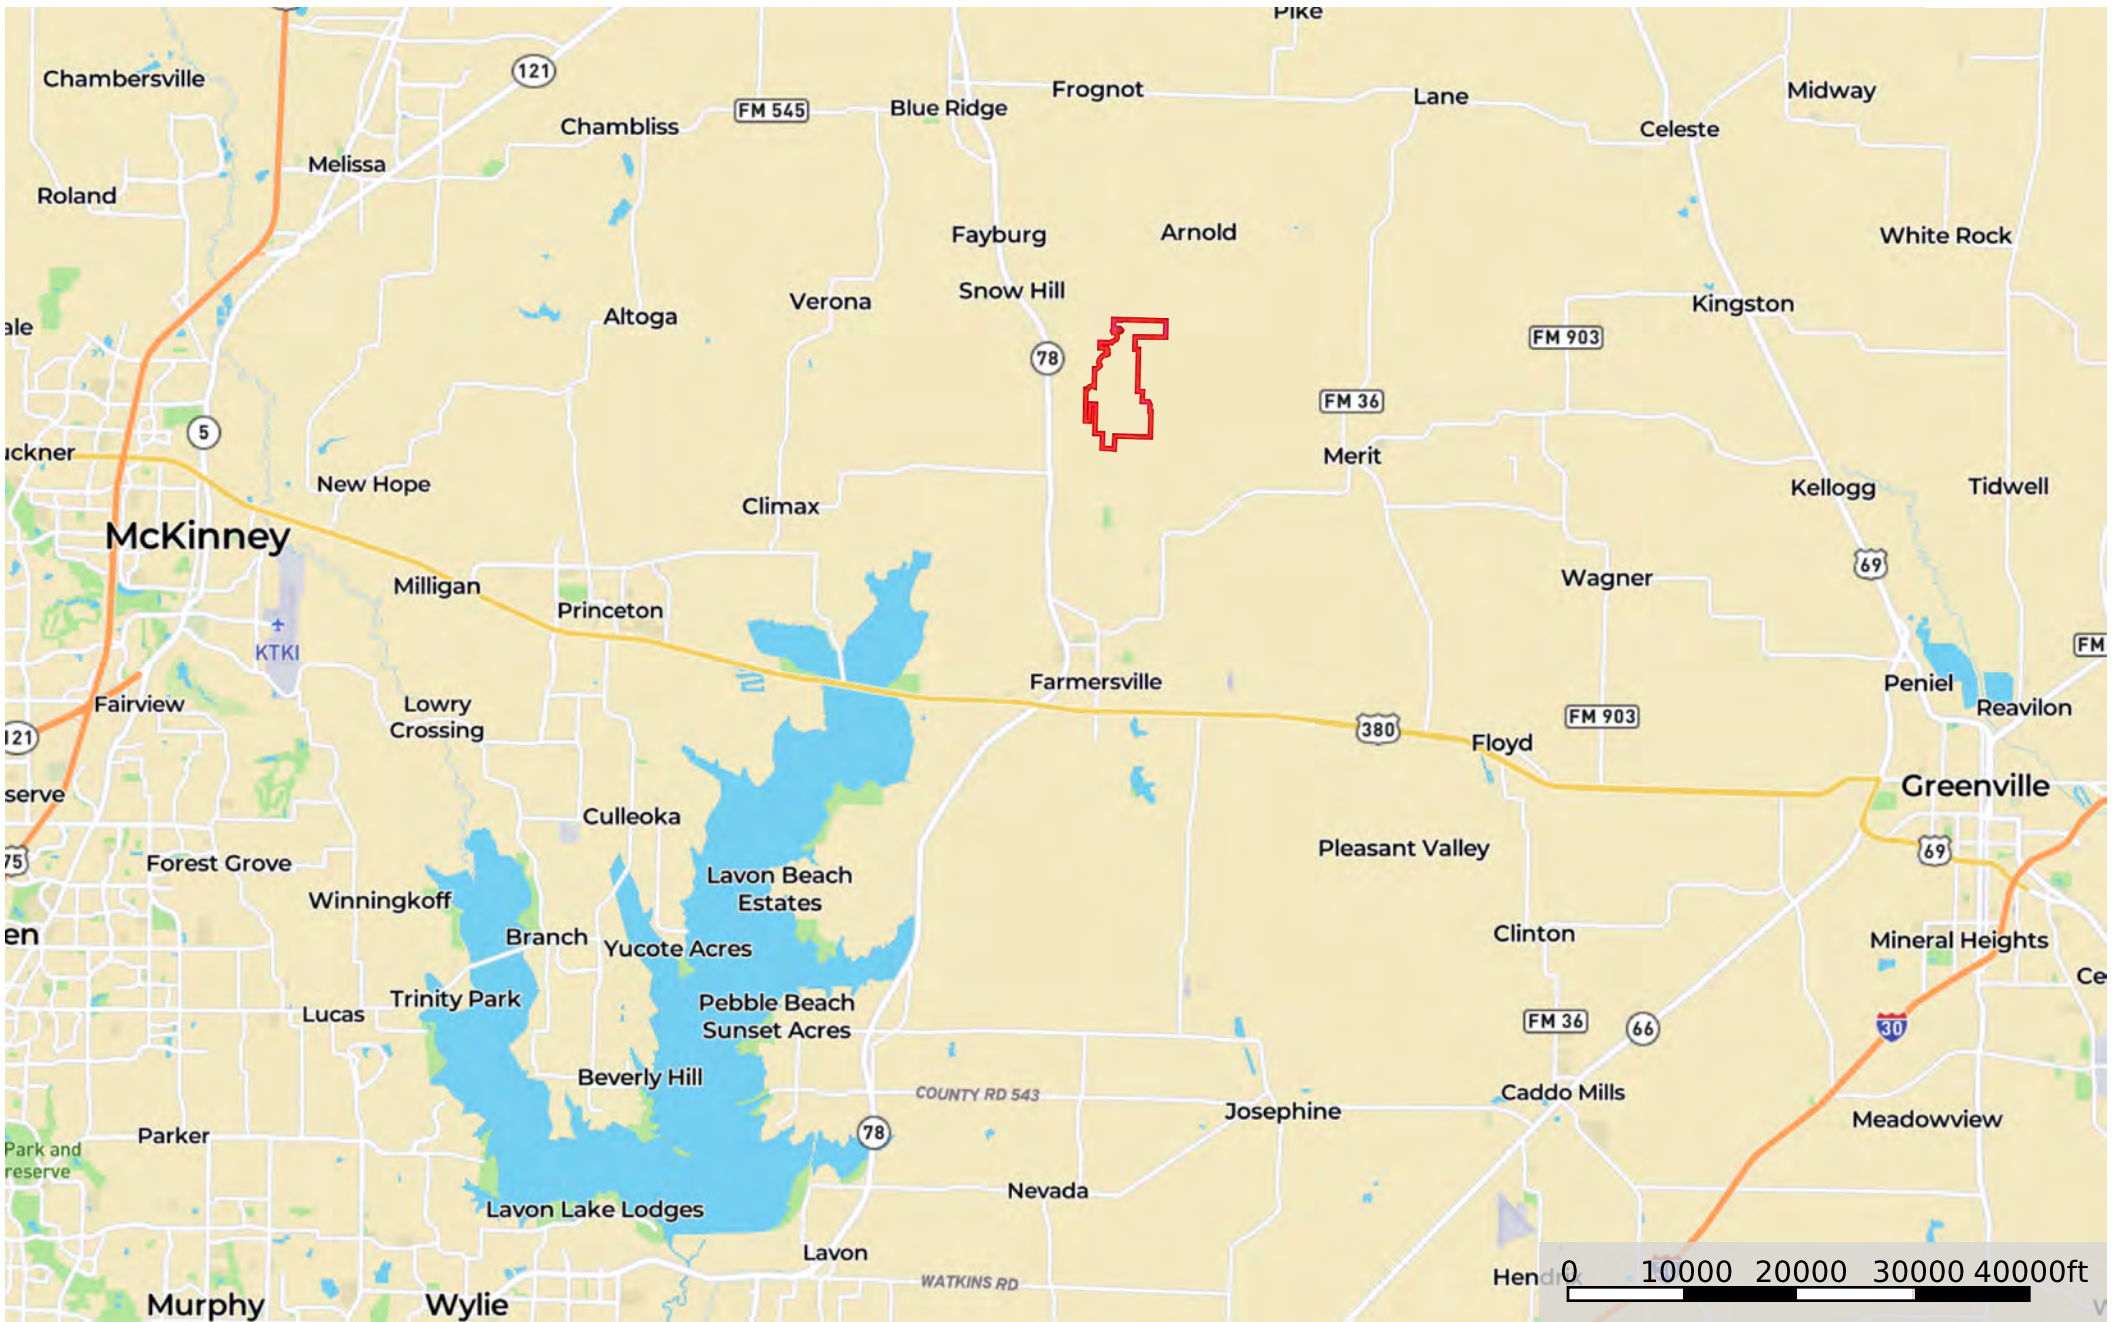 Pike
Chambersville
121
Frognot
Lane
Midway
FM 545
Blue Ridge
Chambliss
Celeste
Melissa
Roland
Fayburg
Arnold
White Rock
Snow Hill
Verona
Altoga
Kingston
ale
FM 903
78
FM 36
5
uckner
Merit
New Hope
Kellogg
Tidwell
Climax
McKinney
69
Milligan
Wagner
Princeton
KTKI
FM
Farmersville
Peniel
Fairview
Lowry
Crossing
Reavilon
FM 903
121
380
Floyd
Greenville
serve
Culleoka
Pleasant Valley
69
75
Forest Grove
Lavon Beach
Estates
Winningkoff
en
Branch
Yucote Acres
Clinton
Mineral Heights
Ce
Trinity Park
Pebble Beach
Sunset Acres
Lucas
FM 36
66
30
Beverly Hill
COUNTY RD 543
Caddo Mills
Josephine
Meadowview
78
Parker
Park and
reserve
Nevada
Lavon Lake Lodges
Lavon
WATKINS RD
Hendrix
0 10000 20000 30000 40000ft
Murphy
Wylie
W